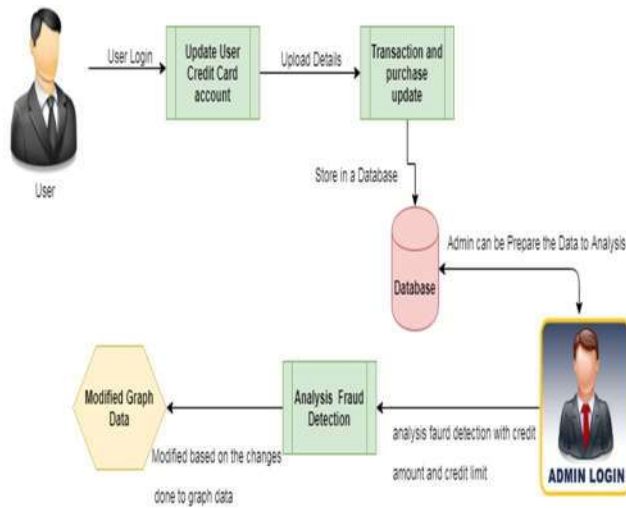 User Login
Update User
Credit Card
account
Upload Details
Transaction and
purchase
update
User
Store in a Database
Admin can be Prepare the Data to Analysis
Database
Modified Graph
Data
Analysis Fraud
Detection
analysis faurd detection with credit
amount and credit limit
Modified based on the changes
done to graph data
ADMIN LOGIN